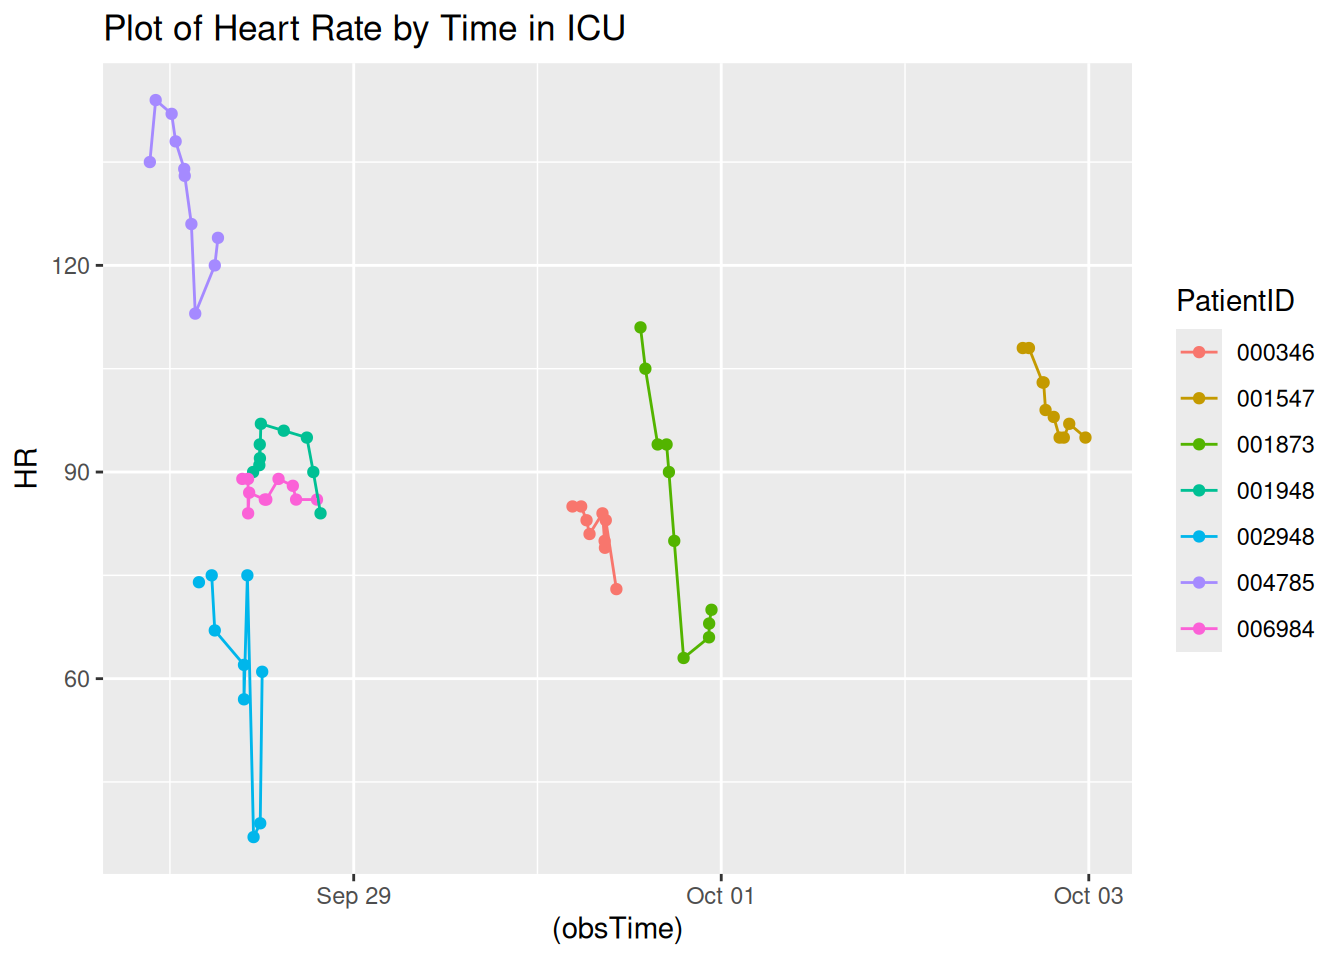 Plot of Heart Rate by Time in ICU
HR
120
90
60
Sep 29
Oct 01
Oct 03
(obsTime)
PatientID
000346
001547
001873
001948
002948
004785
006984